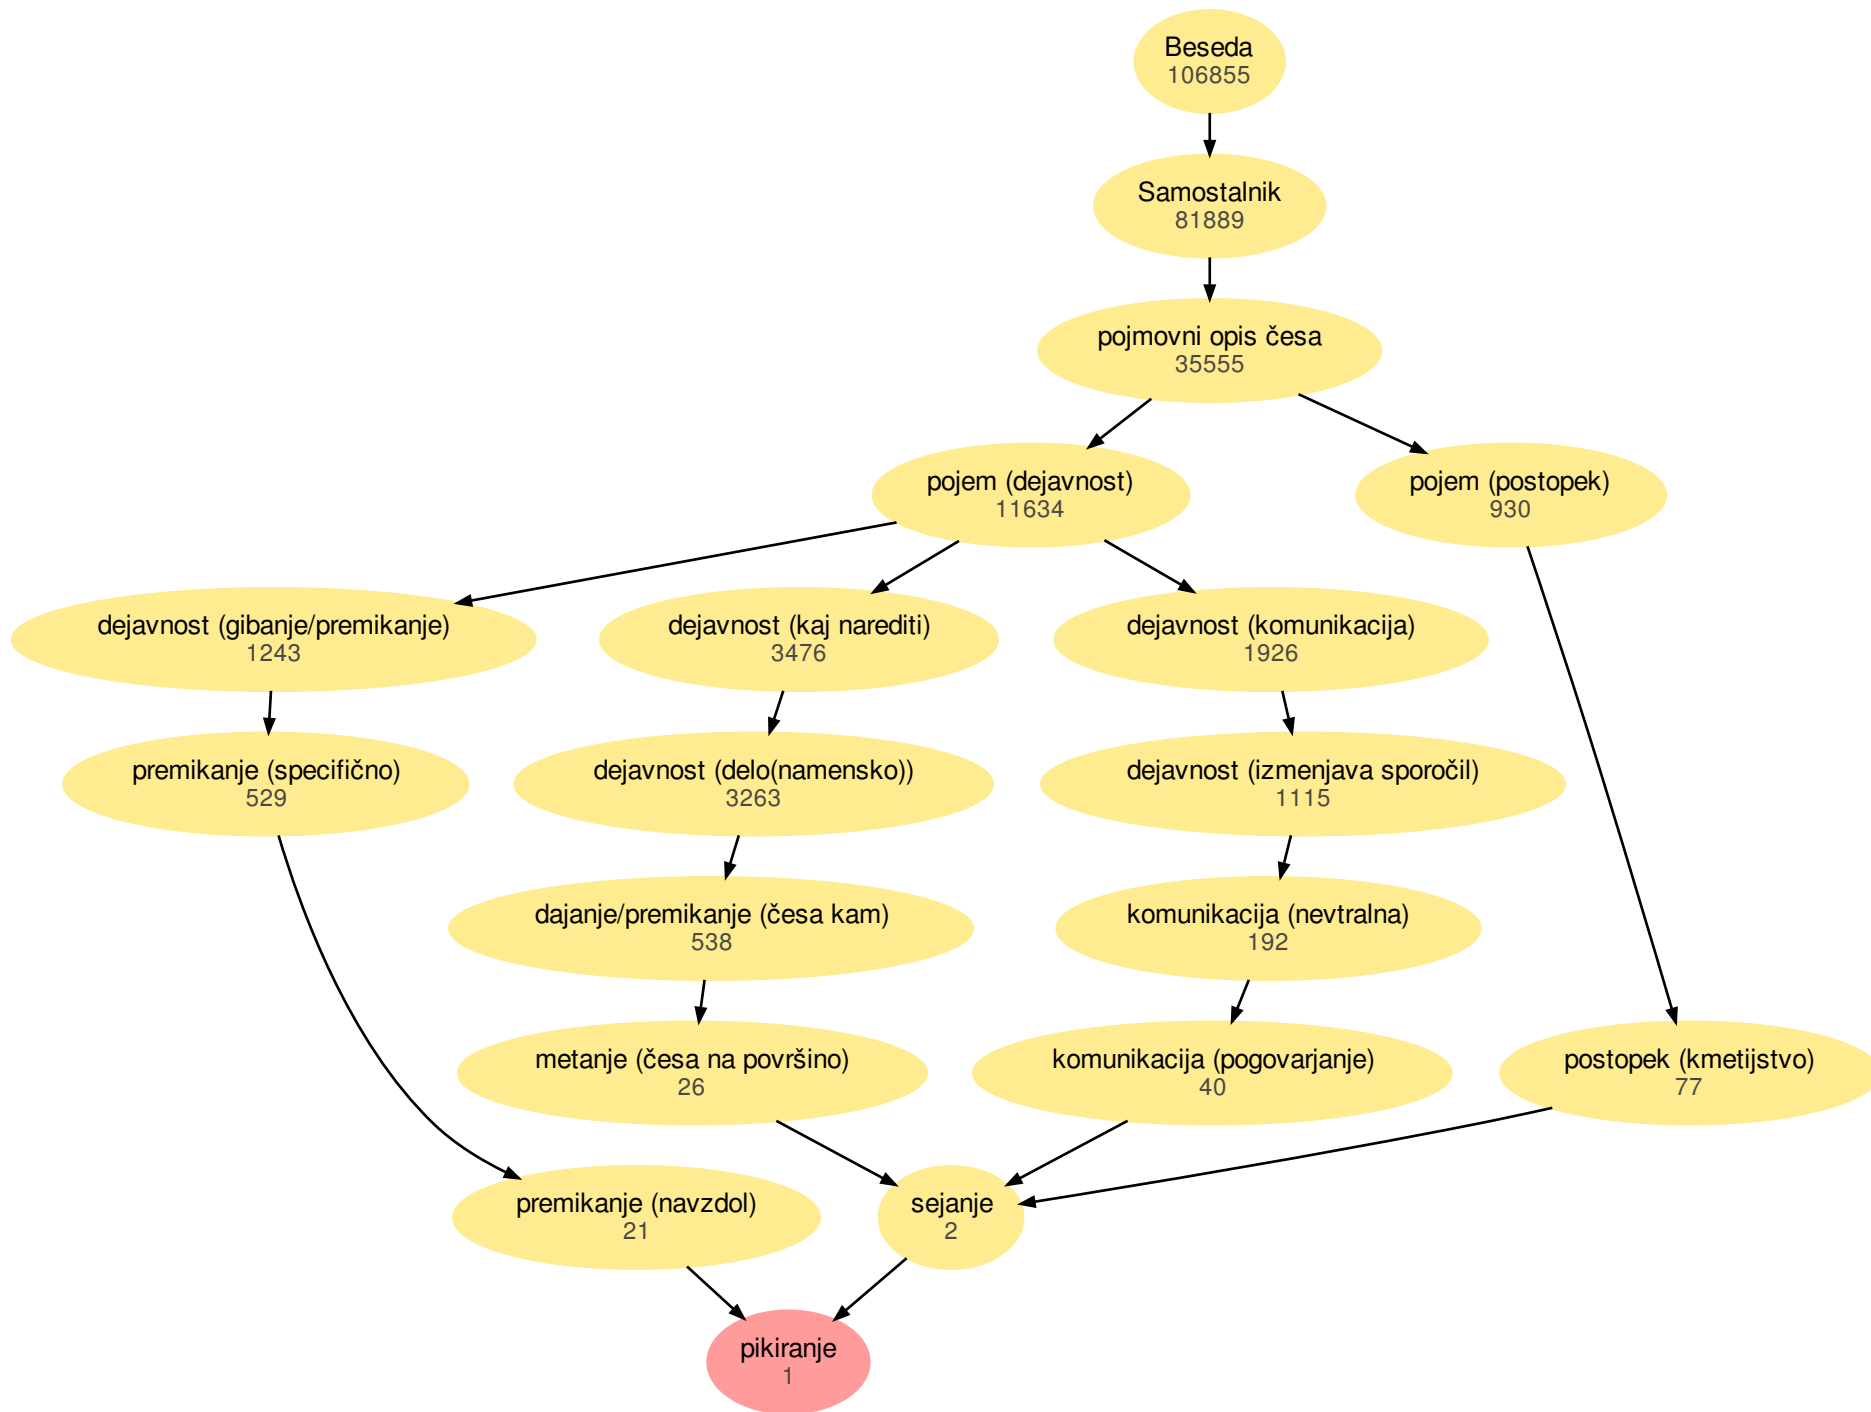 Beseda
106855
Samostalnik
81889
pojmovni opis česa
35555
pojem (dejavnost)
11634
pojem (postopek)
930
dejavnost (gibanje/premikanje)
1243
dejavnost (kaj narediti)
3476
dejavnost (komunikacija)
1926
premikanje (specifično)
529
dejavnost (delo(namensko))
3263
dejavnost (izmenjava sporočil)
1115
dajanje/premikanje (česa kam)
538
komunikacija (nevtralna)
192
metanje (česa na površino)
26
komunikacija (pogovarjanje)
40
postopek (kmetijstvo)
77
premikanje (navzdol)
21
sejanje
2
pikiranje
1